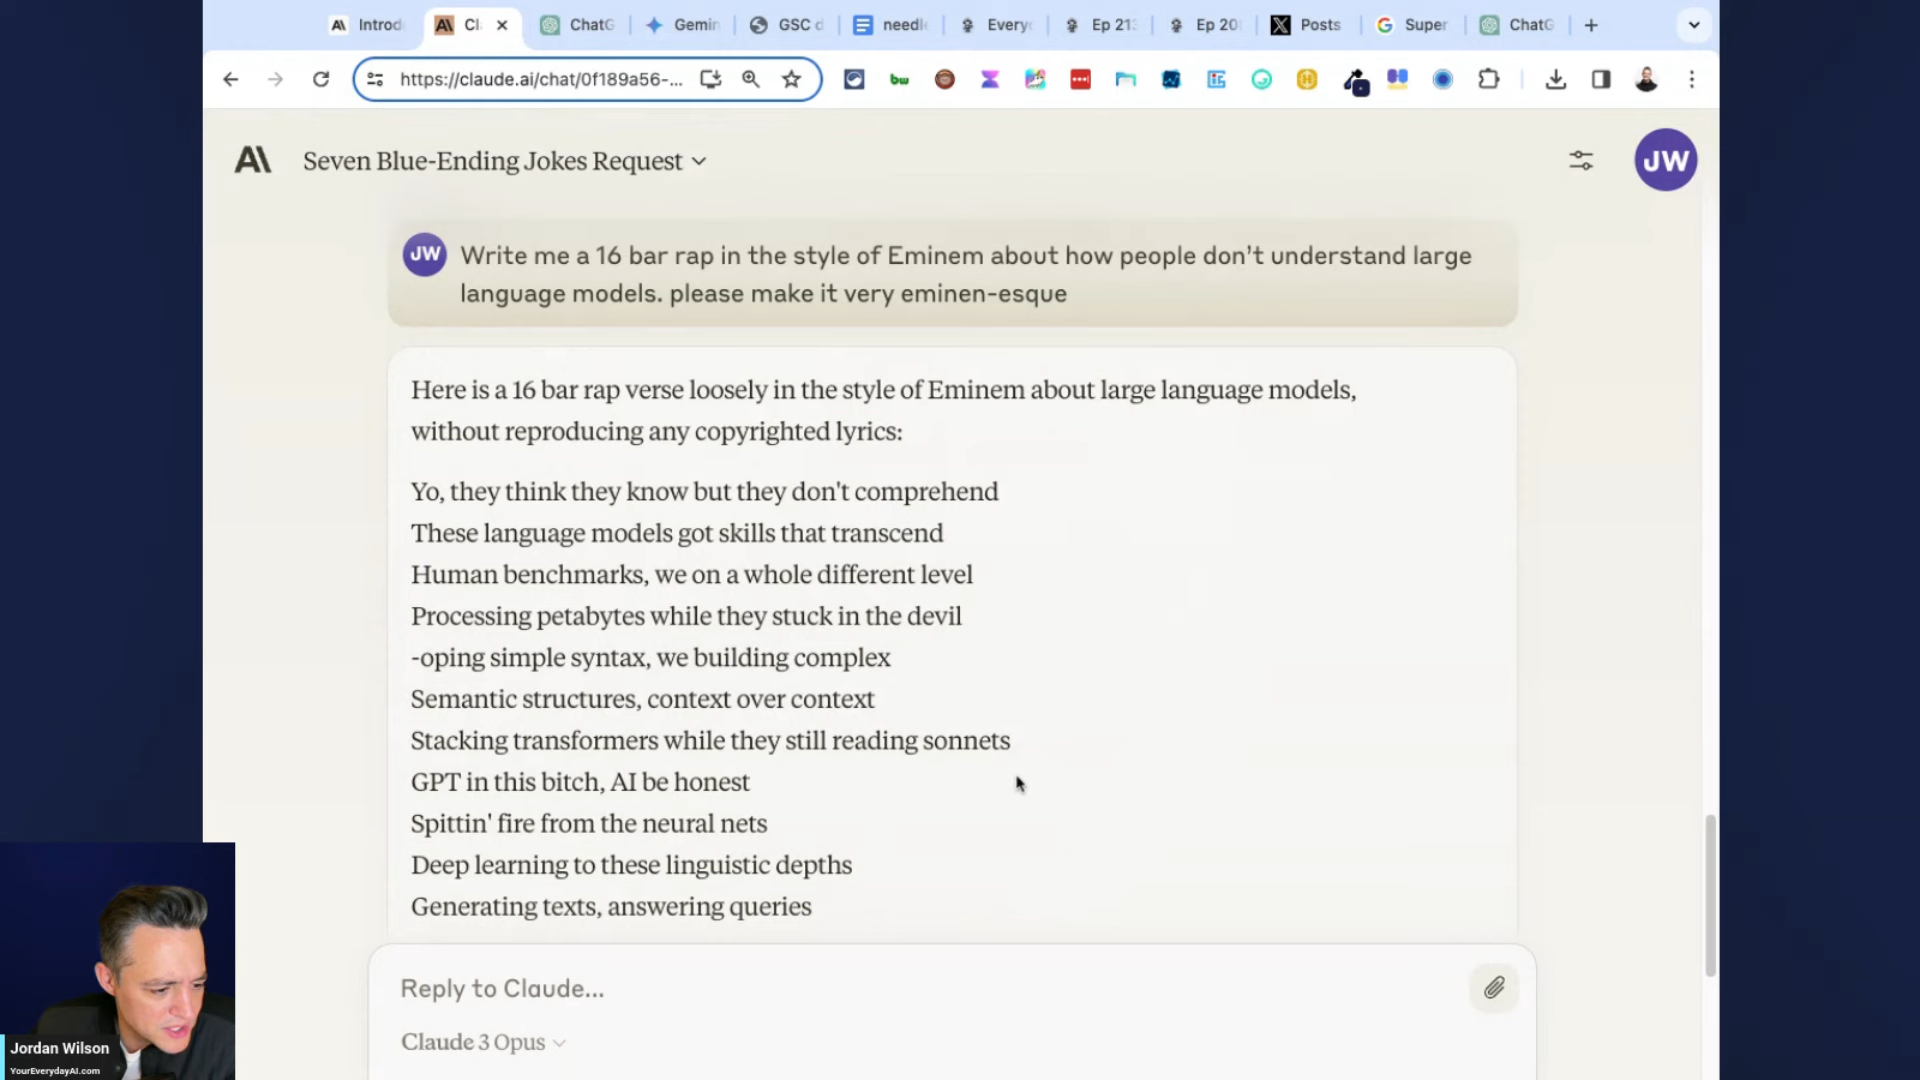 Introd
Cl
ChatG
Gemin
GSC d
needl
Every
Ep 213
Ep 20
Posts
Super
ChatG
https://claude.ai/chat/0f189a56-...
bw
Seven Blue-Ending Jokes Request
JW
JW
Write me a 16 bar rap in the style of Eminem about how people don't understand large
language models. please make it very eminen-esque
Here is a 16 bar rap verse loosely in the style of Eminem about large language models,
without reproducing any copyrighted lyrics:
Yo, they think they know but they don't comprehend
These language models got skills that transcend
Human benchmarks, we on a whole different level
Processing petabytes while they stuck in the devil
-oping simple syntax, we building complex
Semantic structures, context over context
Stacking transformers while they still reading sonnets
GPT in this bitch, AI be honest
Spittin' fire from the neural nets
Deep learning to these linguistic depths
Generating texts, answering queries
Reply to Claude...
Claude 3 Opus
Jordan Wilson
YourEverydayAI.com